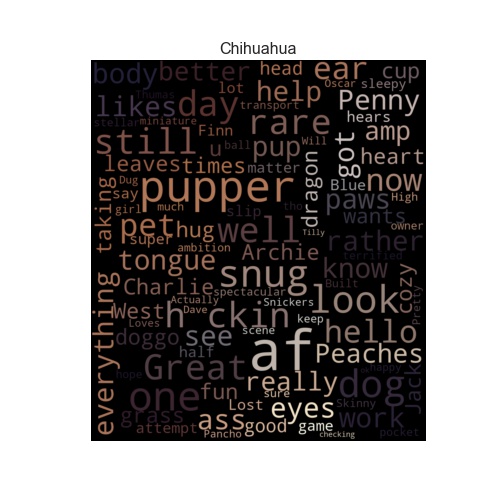 Chihuahua
body better head ear cup
lot Oscar sleepy
likes day help Penny
Thumas transport
stellar miniature Finn rare hears
still u ball Will got amp
leaves times pup matter dragon heart
Dug Blue now
say pupper paws High
girl much slip tho wants
taking pet hug well Tilly owner
super ambition Archie rather
tongue terrified
Charlie snug know cozy
Actually spectacular Built
West Dave h*ckin Snickers look Pretty
Loves keep
doggo see scene hello
half af Peaches
everything Great happy
hope ok
one fun really dog Jack
sure
Lost eyes Skinny
grass ass work
attempt good game
Pancho checking pocket